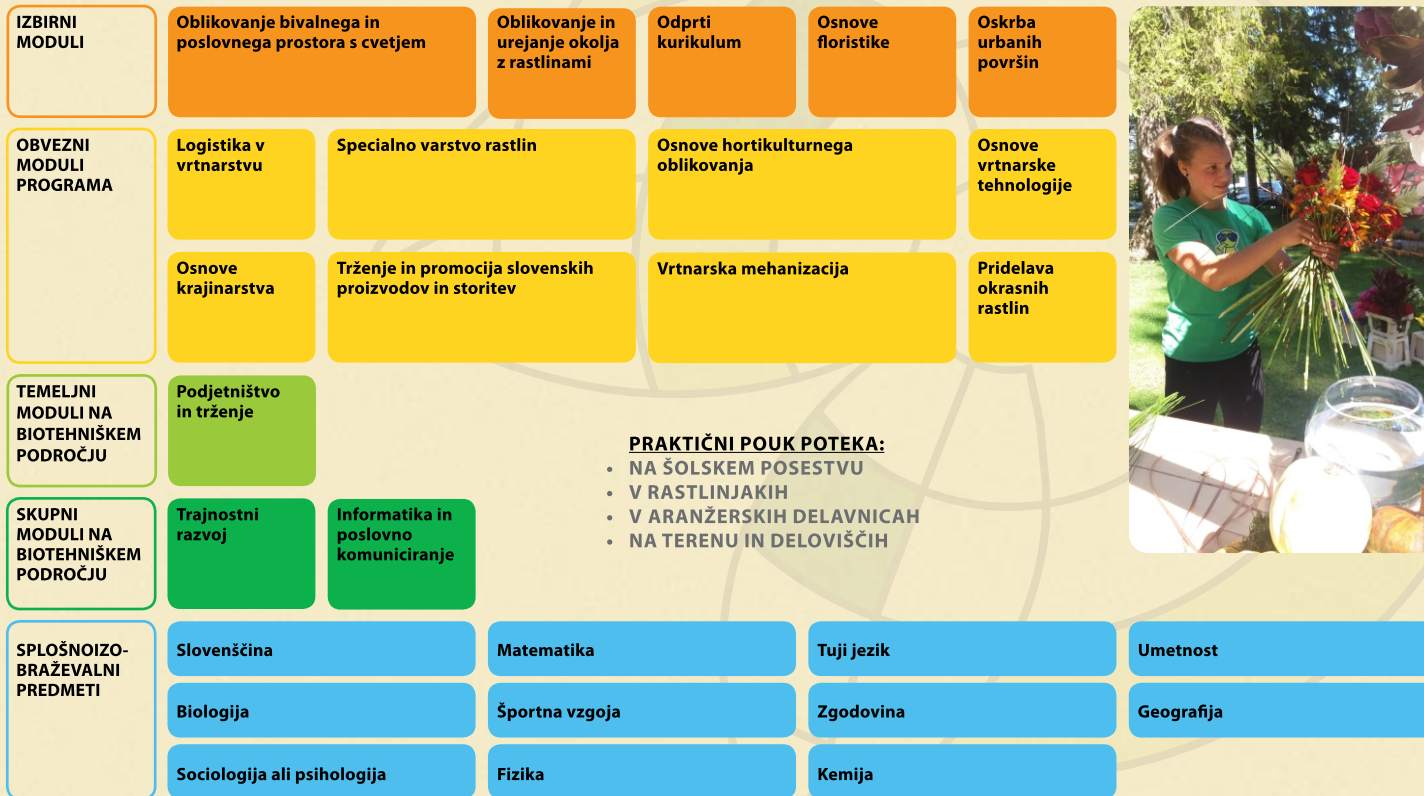 IZBIRNI
MODULI
Oblikovanje bivalnega in
poslovnega prostora s cvetjem
Oblikovanje in
urejanje okolja
z rastlinami
Odprti
kurikulum
Osnove
floristike
Oskrba
urbanih
površin
OBVEZNI
MODULI
PROGRAMA
Logistika v
vrtnarstvu
Specialno varstvo rastlin
Osnove hortikulturnega
oblikovanja
Osnove
vrtnarske
tehnologije
Osnove
krajinarstva
Trženje in promocija slovenskih
proizvodov in storitev
Vrtnarska mehanizacija
Pridelava
okrasnih
rastlin
TEMELJNI
MODULI NA
BIOTEHNIŠKEM
PODROČJU
Podjetništvo
in trženje
PRAKTIČNI POUK POTEKA:
• NA ŠOLSKEM POSESTVU
• V RASTLINJAKIH
• V ARANŽERSKIH DELAVNICAH
• NA TERENU IN DELOVIŠČIH
SKUPNI
MODULI NA
BIOTEHNIŠKEM
PODROČJU
Trajnostni
razvoj
Informatika in
poslovno
komuniciranje
SPLOŠNOIZO-
BRAŽEVALNI
PREDMETI
Slovenščina
Matematika
Tuji jezik
Umetnost
Biologija
Športna vzgoja
Zgodovina
Geografija
Sociologija ali psihologija
Fizika
Kemija